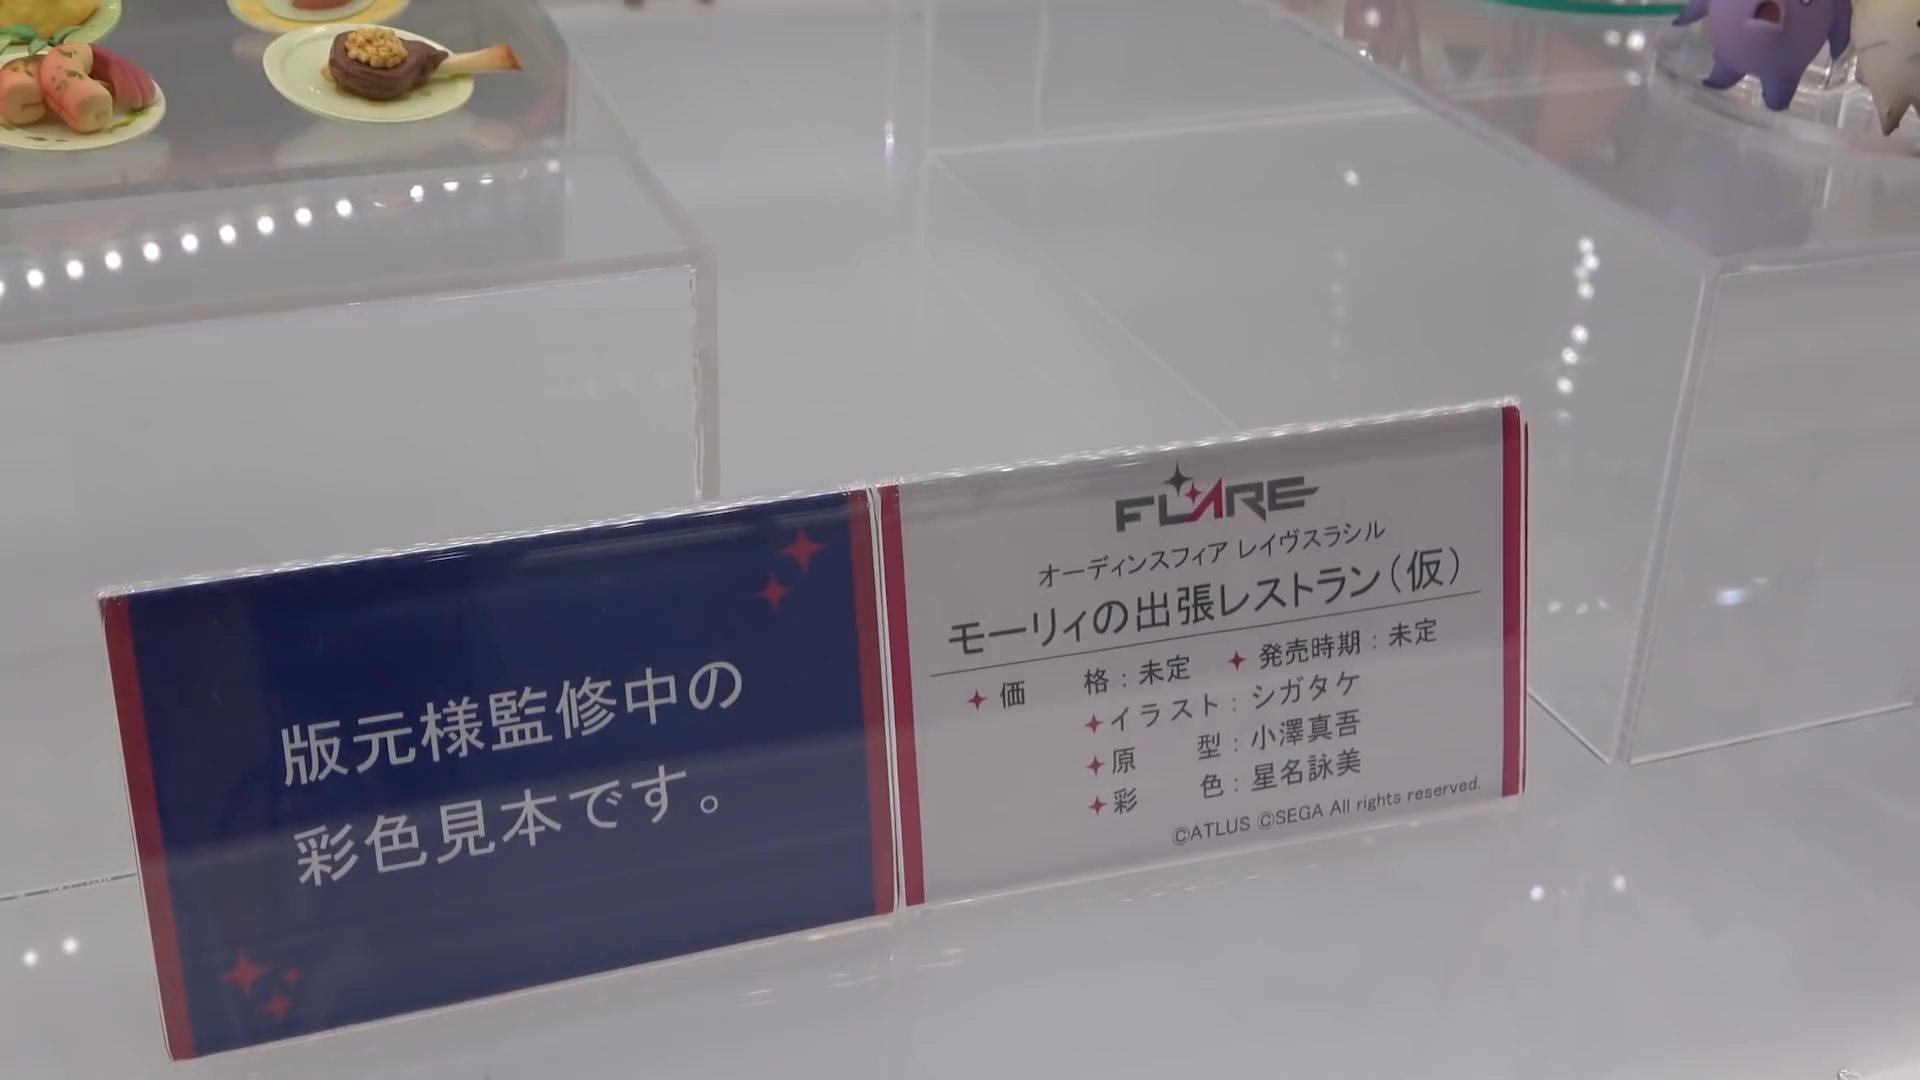 版元様監修中の
彩色見本です。
FLARE
オーディンスフィア レイヴスラシル
モーリィの出張レストラン(仮)
価 格:未定 発売時期:未定
イラスト:シガタケ
原 型:小澤真吾
彩 色:星名詠美
©ATLUS ©SEGA All rights reserved.